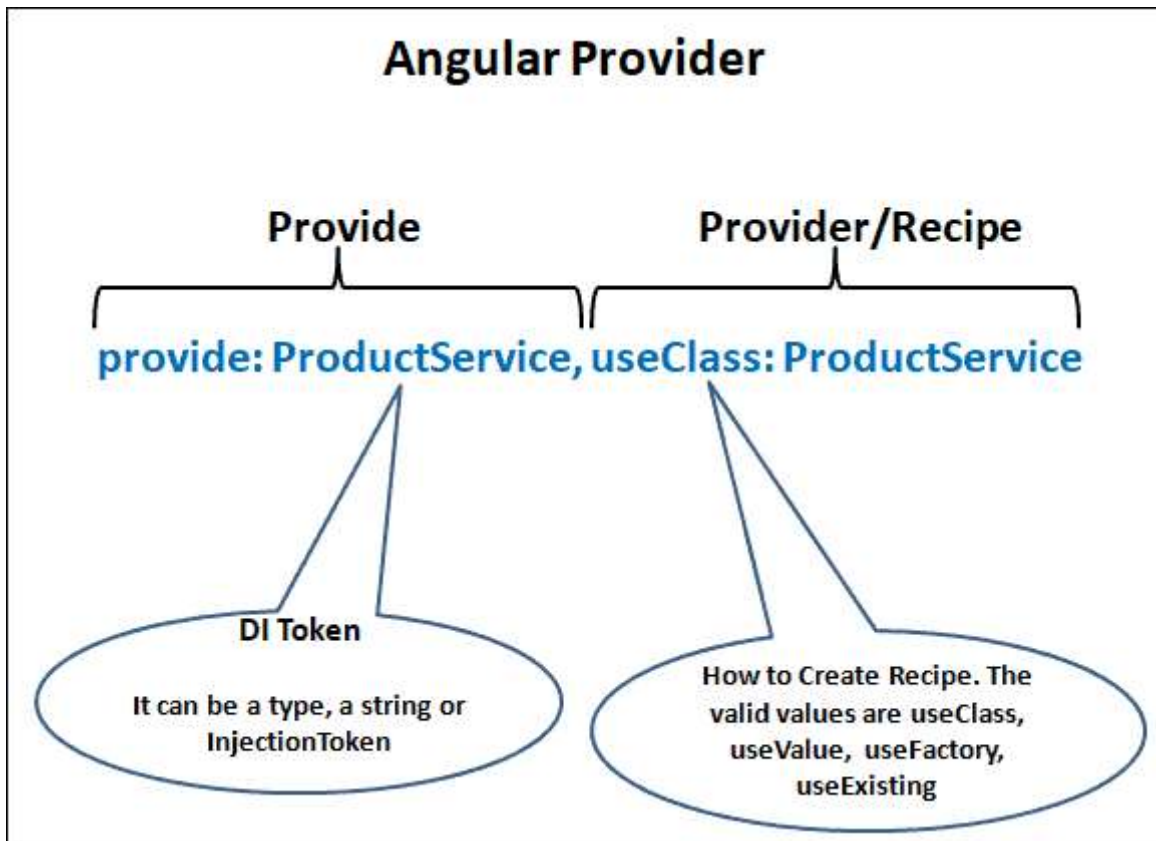 Angular Provider
Provide
Provider/Recipe
provide: ProductService, useClass: ProductService
DI Token
It can be a type, a string or
InjectionToken
How to Create Recipe. The
valid values are useClass,
useValue, useFactory,
useExisting